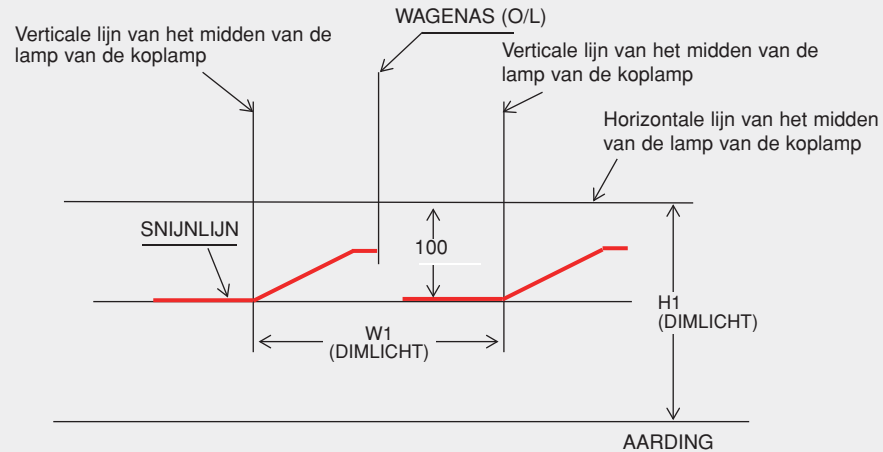 WAGENAS (O/L)
Verticale lijn van het midden van de
lamp van de koplamp
Verticale lijn van het midden van de
lamp van de koplamp
Horizontale lijn van het midden
van de lamp van de koplamp
SNIJNLIJN
100
H1
(DIMLICHT)
W1
(DIMLICHT)
AARDING